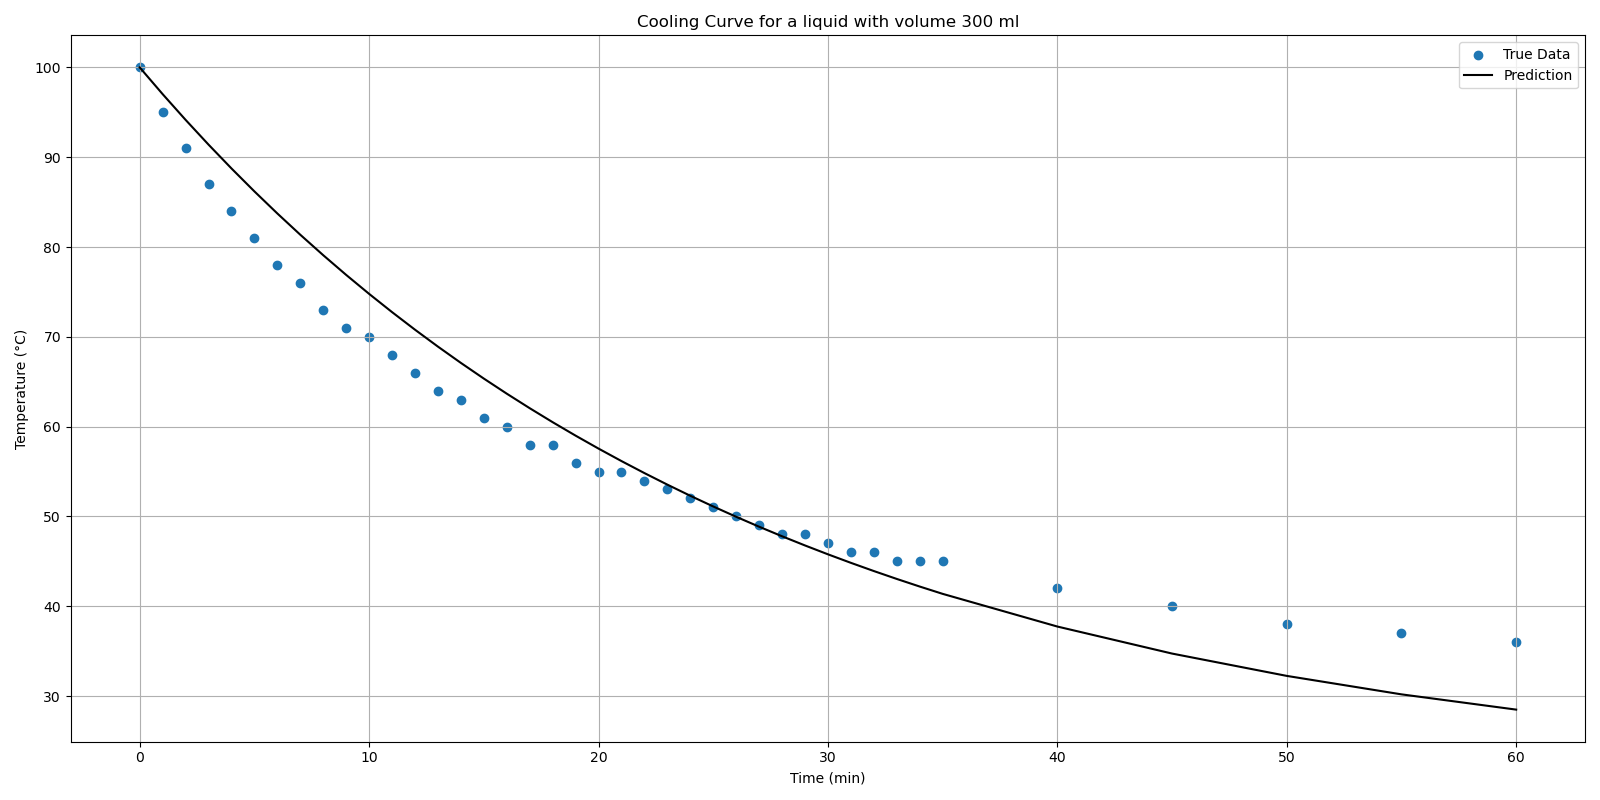 Cooling Curve for a liquid with volume 300 ml
True Data
Prediction
100
90
80
70
60
50
40
30
Temperature (°C)
0 10 20 30 40 50 60
Time (min)